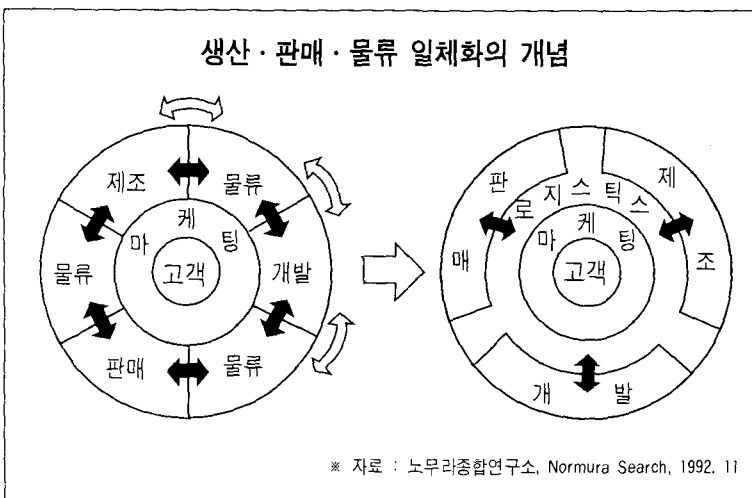 생산·판매·물류 일체화의 개념
제조
물류
개발
물류
판매
물류
마케팅
고객
판매
로지스틱스
제조
마케팅
고객
개발
※ 자료 : 노무라종합연구소, Normura Search, 1992. 11